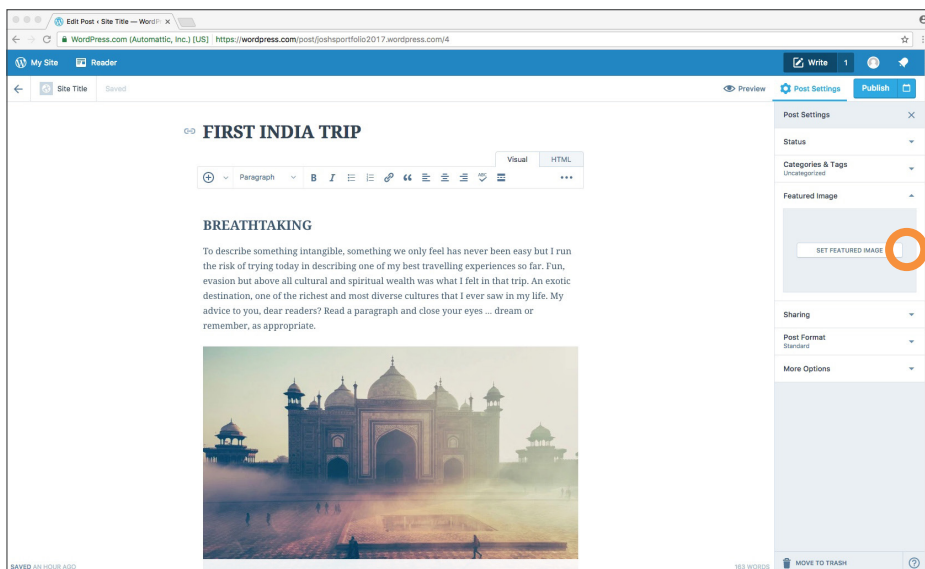 Edit Post ‹ Site Title — WordPr
WordPress.com (Automattic, Inc.) [US] https://wordpress.com/post/joshsportfolio2017.wordpress.com/4
My Site Reader Write 1
Site Title Saved Preview Post Settings Publish
FIRST INDIA TRIP
Visual HTML
Paragraph B I ABC
BREATHTAKING
To describe something intangible, something we only feel has never been easy but I run
the risk of trying today in describing one of my best travelling experiences so far. Fun,
evasion but above all cultural and spiritual wealth was what I felt in that trip. An exotic
destination, one of the richest and most diverse cultures that I ever saw in my life. My
advice to you, dear readers? Read a paragraph and close your eyes ... dream or
remember, as appropriate.
Post Settings
Status
Categories & Tags
Uncategorized
Featured Image
SET FEATURED IMAGE
Sharing
Post Format
Standard
More Options
SAVED AN HOUR AGO
153 WORDS
MOVE TO TRASH